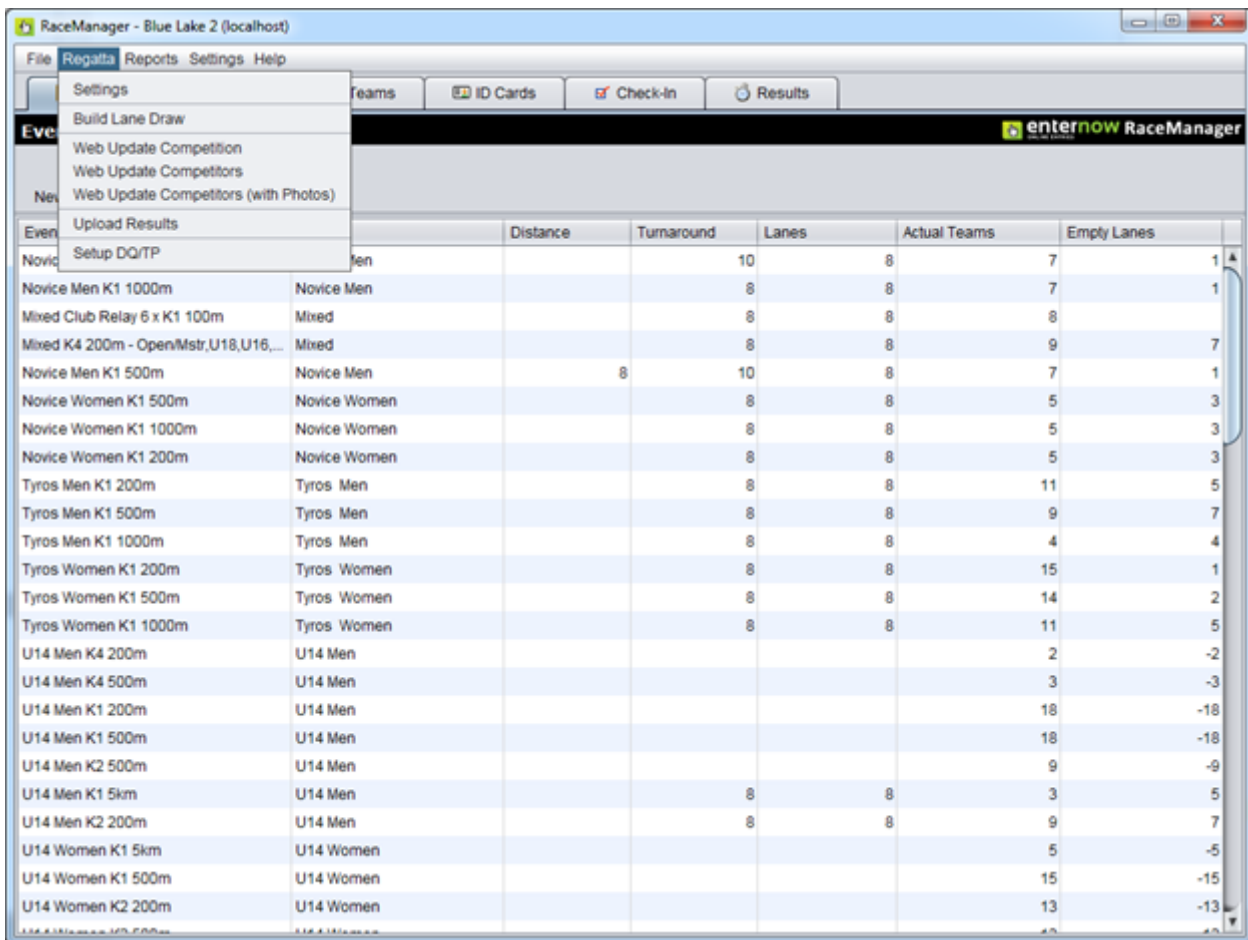 RaceManager - Blue Lake 2 (localhost)
File Regatta Reports Settings Help
Settings
Build Lane Draw
Web Update Competition
Web Update Competitors
Web Update Competitors (with Photos)
Upload Results
Setup DQ/TP
Teams ID Cards Check-In Results
Eve enternow RaceManager
ONLINE ENTRIES
Ne
Even Distance Turnaround Lanes Actual Teams Empty Lanes
Novic Men 10 8 7 1
Novice Men K1 1000m Novice Men 8 8 7 1
Mixed Club Relay 6 x K1 100m Mixed 8 8 8
Mixed K4 200m - Open/Mstr,U18,U16,... Mixed 8 8 9 7
Novice Men K1 500m Novice Men 8 10 8 7 1
Novice Women K1 500m Novice Women 8 8 5 3
Novice Women K1 1000m Novice Women 8 8 5 3
Novice Women K1 200m Novice Women 8 8 5 3
Tyros Men K1 200m Tyros Men 8 8 11 5
Tyros Men K1 500m Tyros Men 8 8 9 7
Tyros Men K1 1000m Tyros Men 8 8 4 4
Tyros Women K1 200m Tyros Women 8 8 15 1
Tyros Women K1 500m Tyros Women 8 8 14 2
Tyros Women K1 1000m Tyros Women 8 8 11 5
U14 Men K4 200m U14 Men 2 -2
U14 Men K4 500m U14 Men 3 -3
U14 Men K1 200m U14 Men 18 -18
U14 Men K1 500m U14 Men 18 -18
U14 Men K2 500m U14 Men 9 -9
U14 Men K1 5km U14 Men 8 8 3 5
U14 Men K2 200m U14 Men 8 8 9 7
U14 Women K1 5km U14 Women 5 -5
U14 Women K1 500m U14 Women 15 -15
U14 Women K2 200m U14 Women 13 -13